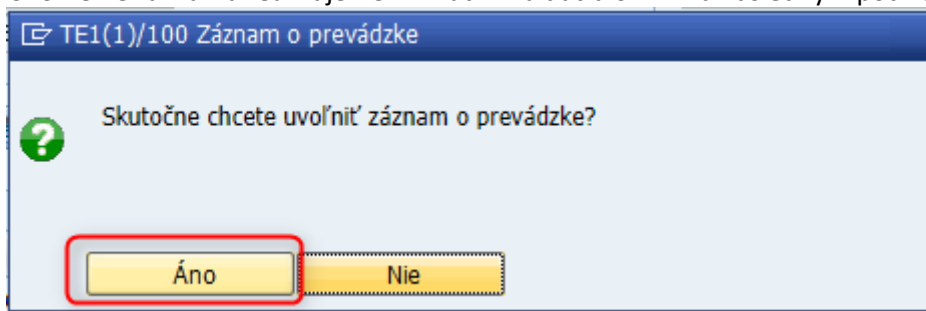 TE1(1)/100 Záznam o prevádzke
Skutočne chcete uvoľniť záznam o prevádzke?
Áno
Nie